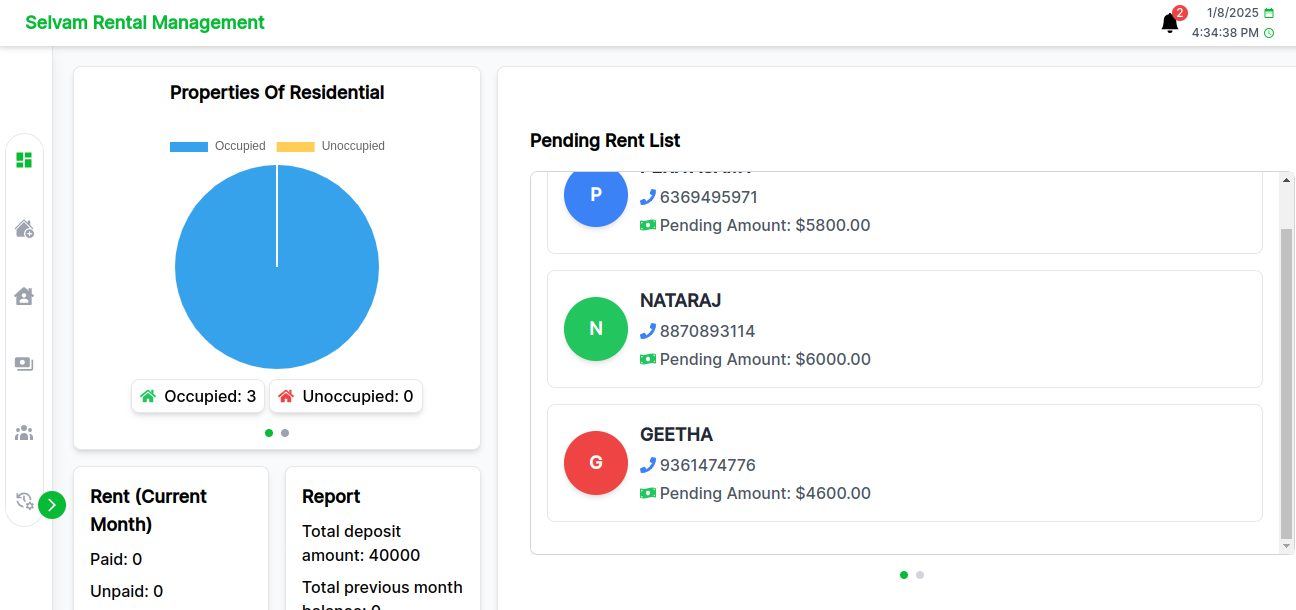 Selvam Rental Management
2
1/8/2025
4:34:38 PM
Properties Of Residential
Occupied
Unoccupied
Occupied: 3
Unoccupied: 0
Rent (Current
Month)
Paid: 0
Unpaid: 0
Report
Total deposit
amount: 40000
Total previous month
balance: 0
Pending Rent List
P
6369495971
Pending Amount: $5800.00
N
NATARAJ
8870893114
Pending Amount: $6000.00
G
GEETHA
9361474776
Pending Amount: $4600.00